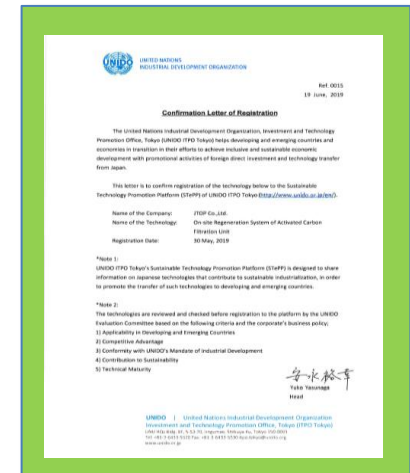 UNIDO
UNITED NATIONS
INDUSTRIAL DEVELOPMENT ORGANIZATION
Ref. 0015
19 June, 2019
Confirmation Letter of Registration
The United Nations Industrial Development Organization, Investment and Technology
Promotion Office, Tokyo (UNIDO ITPO Tokyo) helps developing and emerging countries and
economies in transition in their efforts to achieve inclusive and sustainable economic
development with promotional activities of foreign direct investment and technology transfer
from Japan.
This letter is to confirm registration of the technology below to the Sustainable
Technology Promotion Platform (STePP) of UNIDO ITPO Tokyo (http://www.unido.or.jp/en/).
Name of the Company: JTOP Co.,Ltd.
Name of the Technology: On-site Regeneration System of Activated Carbon
Filtration Unit
Registration Date: 30 May, 2019
*Note 1:
UNIDO ITPO Tokyo's Sustainable Technology Promotion Platform (STePP) is designed to share
information on Japanese technologies that contribute to sustainable industrialization, in order
to promote the transfer of such technologies to developing and emerging countries.
*Note 2:
The technologies are reviewed and checked before registration to the platform by the UNIDO
Evaluation Committee based on the following criteria and the corporate's business policy;
1) Applicability in Developing and Emerging Countries
2) Competitive Advantage
3) Conformity with UNIDO's Mandate of Industrial Development
4) Contribution to Sustainability
5) Technical Maturity
Yuko Yasunaga
Head
UNIDO | United Nations Industrial Development Organization
Investment and Technology Promotion Office, Tokyo (ITPO Tokyo)
www.unido.or.jp